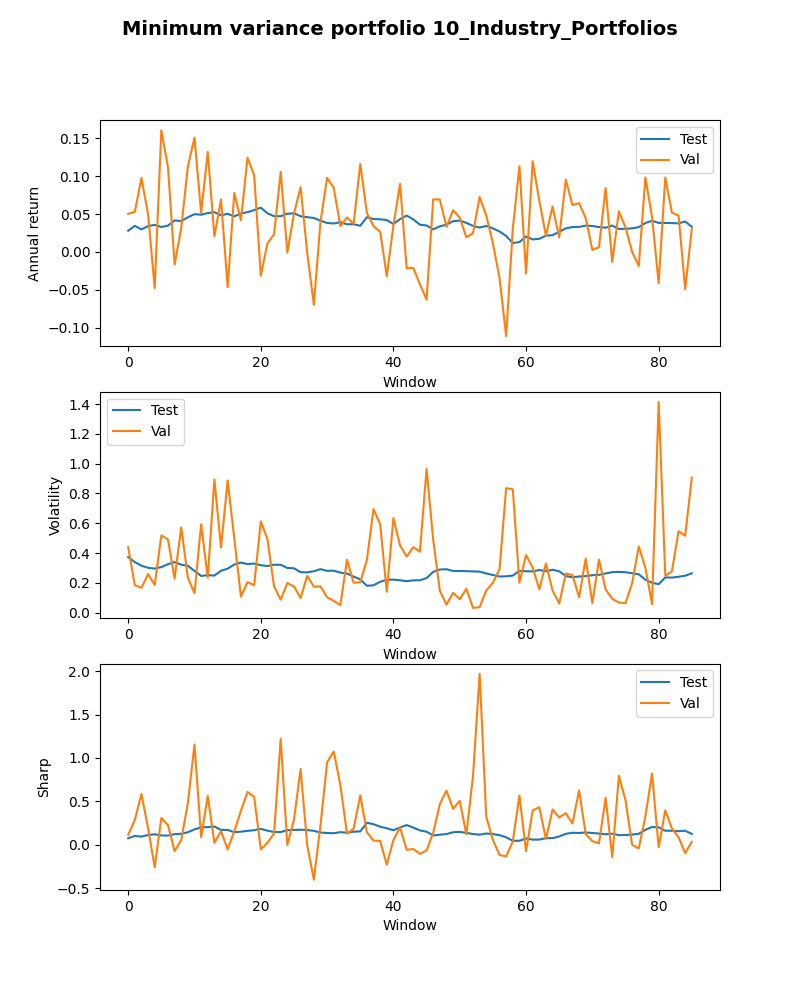 Minimum variance portfolio 10_Industry_Portfolios
0.15
0.10
0.05
0.00
−0.05
−0.10
Annual return
Test
Val
0 20 40 60 80
Window
1.4
1.2
1.0
0.8
0.6
0.4
0.2
0.0
Volatility
Test
Val
0 20 40 60 80
Window
2.0
1.5
1.0
0.5
0.0
−0.5
Sharp
Test
Val
0 20 40 60 80
Window